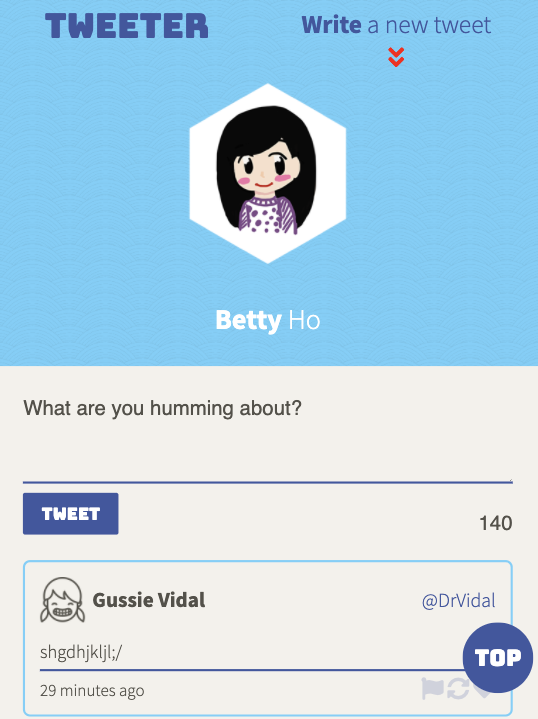 TWEETER
Write a new tweet
Betty Ho
What are you humming about?
TWEET
140
Gussie Vidal
@DrVidal
shgdhjkljl;/
TOP
29 minutes ago